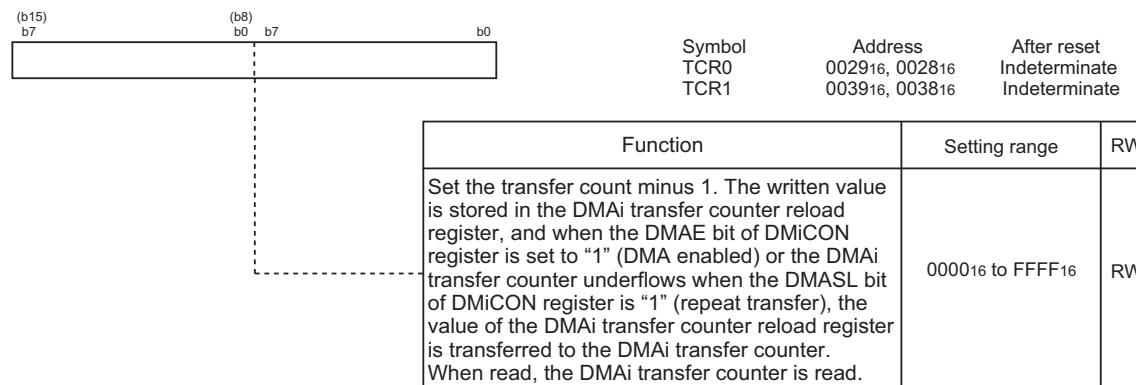 (b15) (b8)
b7 b0 b7 b0
Symbol Address After reset
TCR0 002916, 002816 Indeterminate
TCR1 003916, 003816 Indeterminate
Function Setting range RW
Set the transfer count minus 1. The written value
is stored in the DMAi transfer counter reload
register, and when the DMAE bit of DMiCON
register is set to “1” (DMA enabled) or the DMAi
transfer counter underflows when the DMASL bit
of DMiCON register is “1” (repeat transfer), the
value of the DMAi transfer counter reload register
is transferred to the DMAi transfer counter.
When read, the DMAi transfer counter is read.
000016 to FFFF16 RW